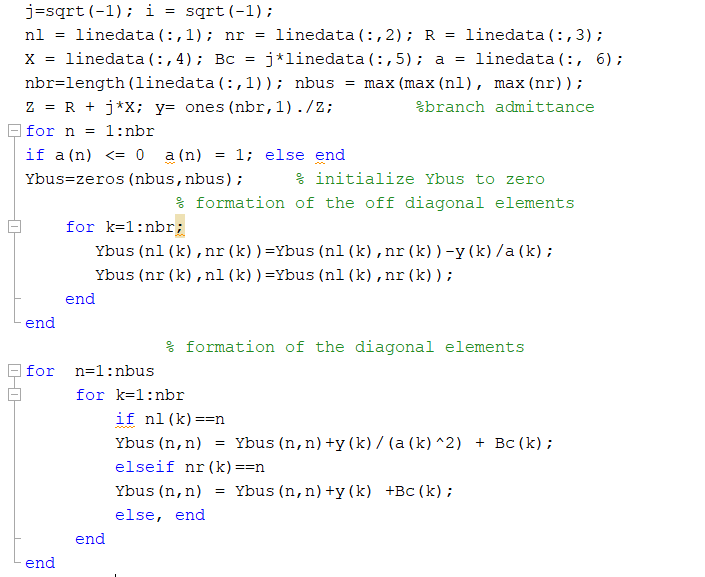 j=sqrt(-1); i = sqrt(-1);
nl = linedata(:,1); nr = linedata(:,2); R = linedata(:,3);
X = linedata(:,4); Bc = j*linedata(:,5); a = linedata(:, 6);
nbr=length(linedata(:,1)); nbus = max(max(nl), max(nr));
Z = R + j*X; y= ones(nbr,1)./Z;        %branch admittance
for n = 1:nbr
if a(n) <= 0  a(n) = 1; else end
Ybus=zeros(nbus,nbus);     % initialize Ybus to zero
               % formation of the off diagonal elements
    for k=1:nbr;
       Ybus(nl(k),nr(k))=Ybus(nl(k),nr(k))-y(k)/a(k);
       Ybus(nr(k),nl(k))=Ybus(nl(k),nr(k));
    end
end
              % formation of the diagonal elements
for  n=1:nbus
     for k=1:nbr
         if nl(k)==n
         Ybus(n,n) = Ybus(n,n)+y(k)/(a(k)^2) + Bc(k);
         elseif nr(k)==n
         Ybus(n,n) = Ybus(n,n)+y(k) +Bc(k);
         else, end
     end
end